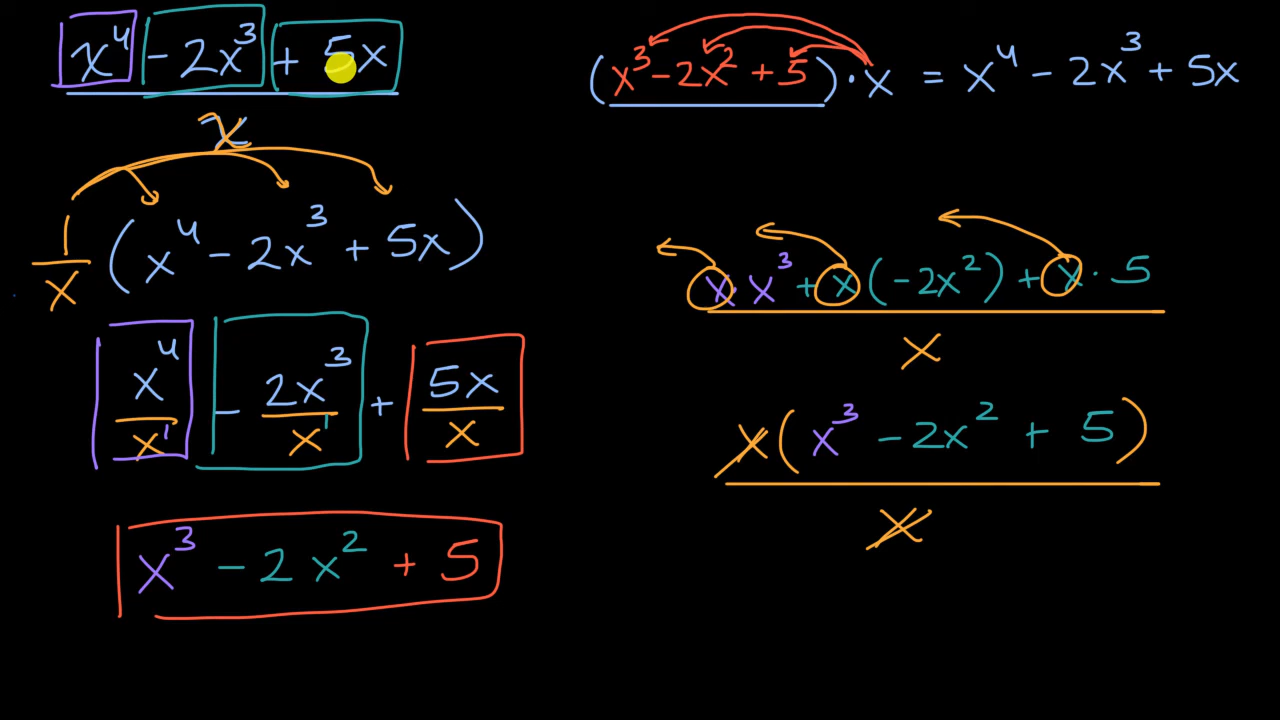 x⁴ - 2x³ + 5x
x
1
x
(x⁴ - 2x³ + 5x)
x⁴ - 2x³ + 5x
x¹ x¹ x
x³ - 2x² + 5
(x³ - 2x² + 5) · x = x⁴ - 2x³ + 5x
x · x³ + x(-2x²) + x · 5
x
x(x³ - 2x² + 5)
x